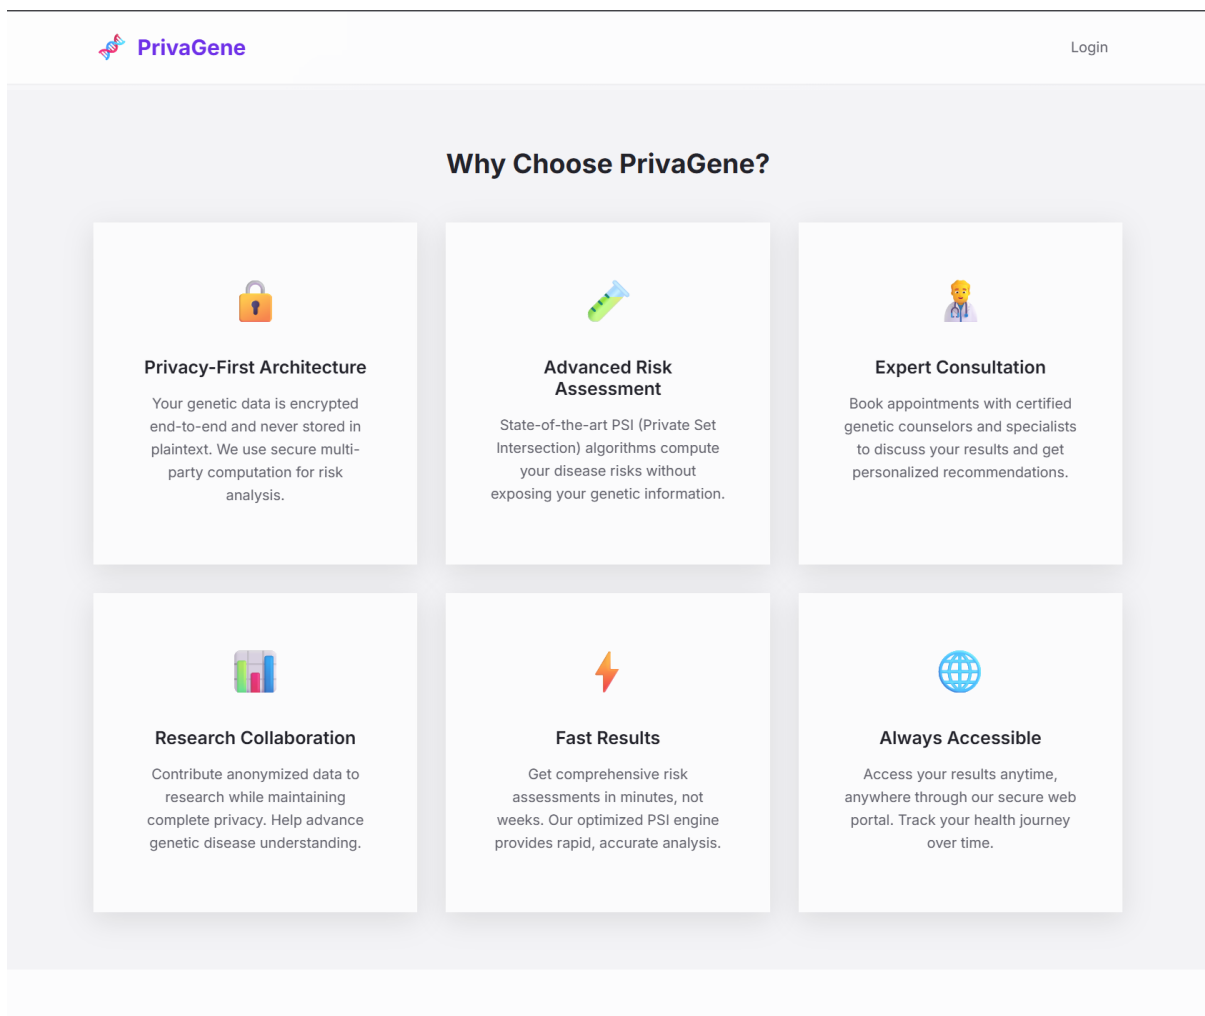 PrivaGene
Login
Why Choose PrivaGene?
Privacy-First Architecture
Your genetic data is encrypted
end-to-end and never stored in
plaintext. We use secure multi-
party computation for risk
analysis.
Advanced Risk
Assessment
State-of-the-art PSI (Private Set
Intersection) algorithms compute
your disease risks without
exposing your genetic information.
Expert Consultation
Book appointments with certified
genetic counselors and specialists
to discuss your results and get
personalized recommendations.
Research Collaboration
Contribute anonymized data to
research while maintaining
complete privacy. Help advance
genetic disease understanding.
Fast Results
Get comprehensive risk
assessments in minutes, not
weeks. Our optimized PSI engine
provides rapid, accurate analysis.
Always Accessible
Access your results anytime,
anywhere through our secure web
portal. Track your health journey
over time.